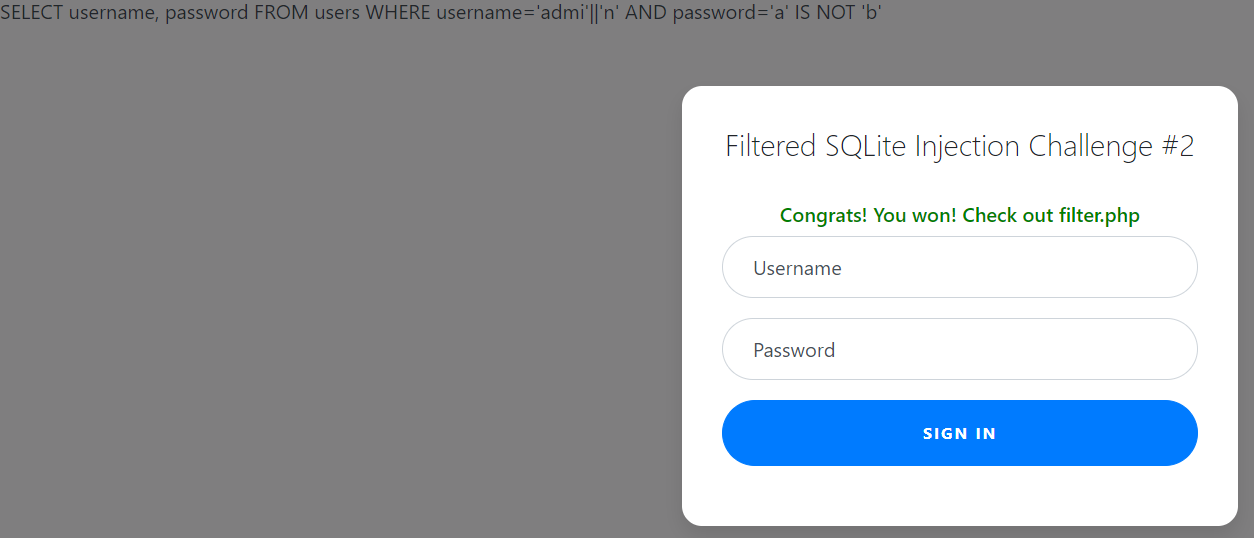 SELECT username, password FROM users WHERE username='admi'||'n' AND password='a' IS NOT 'b'
Filtered SQLite Injection Challenge #2
Congrats! You won! Check out filter.php
Username
Password
SIGN IN